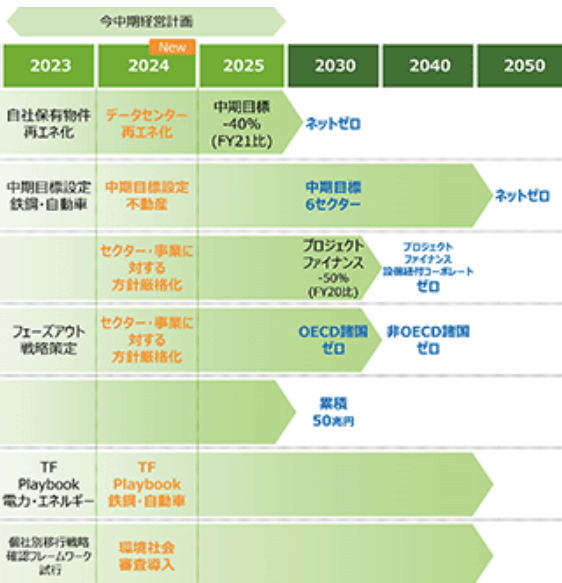 今中期経営計画
New
2023
2024
2025
2030
2040
2050
自社保有物件
再エネ化
データセンター
再エネ化
中期目標
-40%
(FY21比)
ネットゼロ
中期目標設定
鉄鋼・自動車
中期目標設定
不動産
中期目標
6セクター
ネットゼロ
セクター・事業に
対する
方針厳格化
プロジェクト
ファイナンス
-50%
(FY20比)
プロジェクト
ファイナンス
設備紐付コーポレート
ゼロ
フェーズアウト
戦略策定
セクター・事業に
対する
方針厳格化
OECD諸国
ゼロ
非OECD諸国
ゼロ
累積
50兆円
TF
Playbook
電力・エネルギー
TF
Playbook
鉄鋼・自動車
個社別移行戦略
確認フレームワーク
試行
環境社会
審査導入